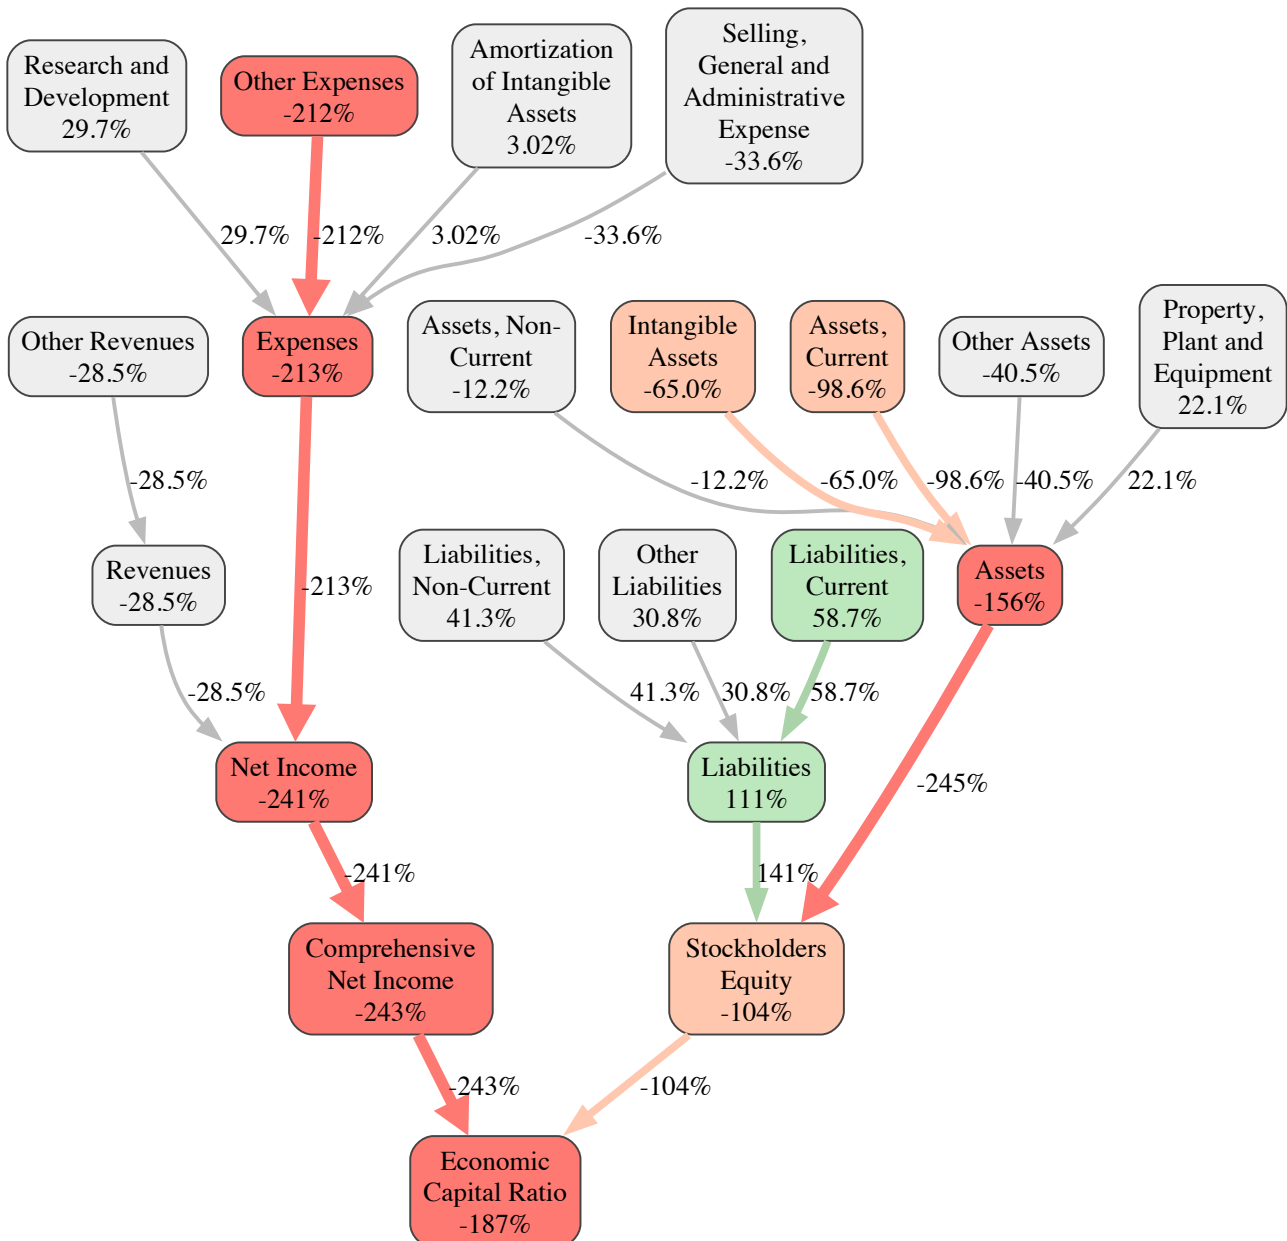 Research and
Development
29.7%
Other Expenses
-212%
Amortization
of Intangible
Assets
3.02%
Selling,
General and
Administrative
Expense
-33.6%
29.7%
-212%
3.02%
-33.6%
Other Revenues
-28.5%
Expenses
-213%
Assets, Non-
Current
-12.2%
Intangible
Assets
-65.0%
Assets,
Current
-98.6%
Other Assets
-40.5%
Property,
Plant and
Equipment
22.1%
-28.5%
-12.2%
-65.0%
-98.6%
-40.5%
22.1%
Revenues
-28.5%
-213%
Liabilities,
Non-Current
41.3%
Other
Liabilities
30.8%
Liabilities,
Current
58.7%
Assets
-156%
-28.5%
41.3%
30.8%
58.7%
Net Income
-241%
Liabilities
111%
-245%
-241%
141%
Comprehensive
Net Income
-243%
Stockholders
Equity
-104%
-243%
-104%
Economic
Capital Ratio
-187%